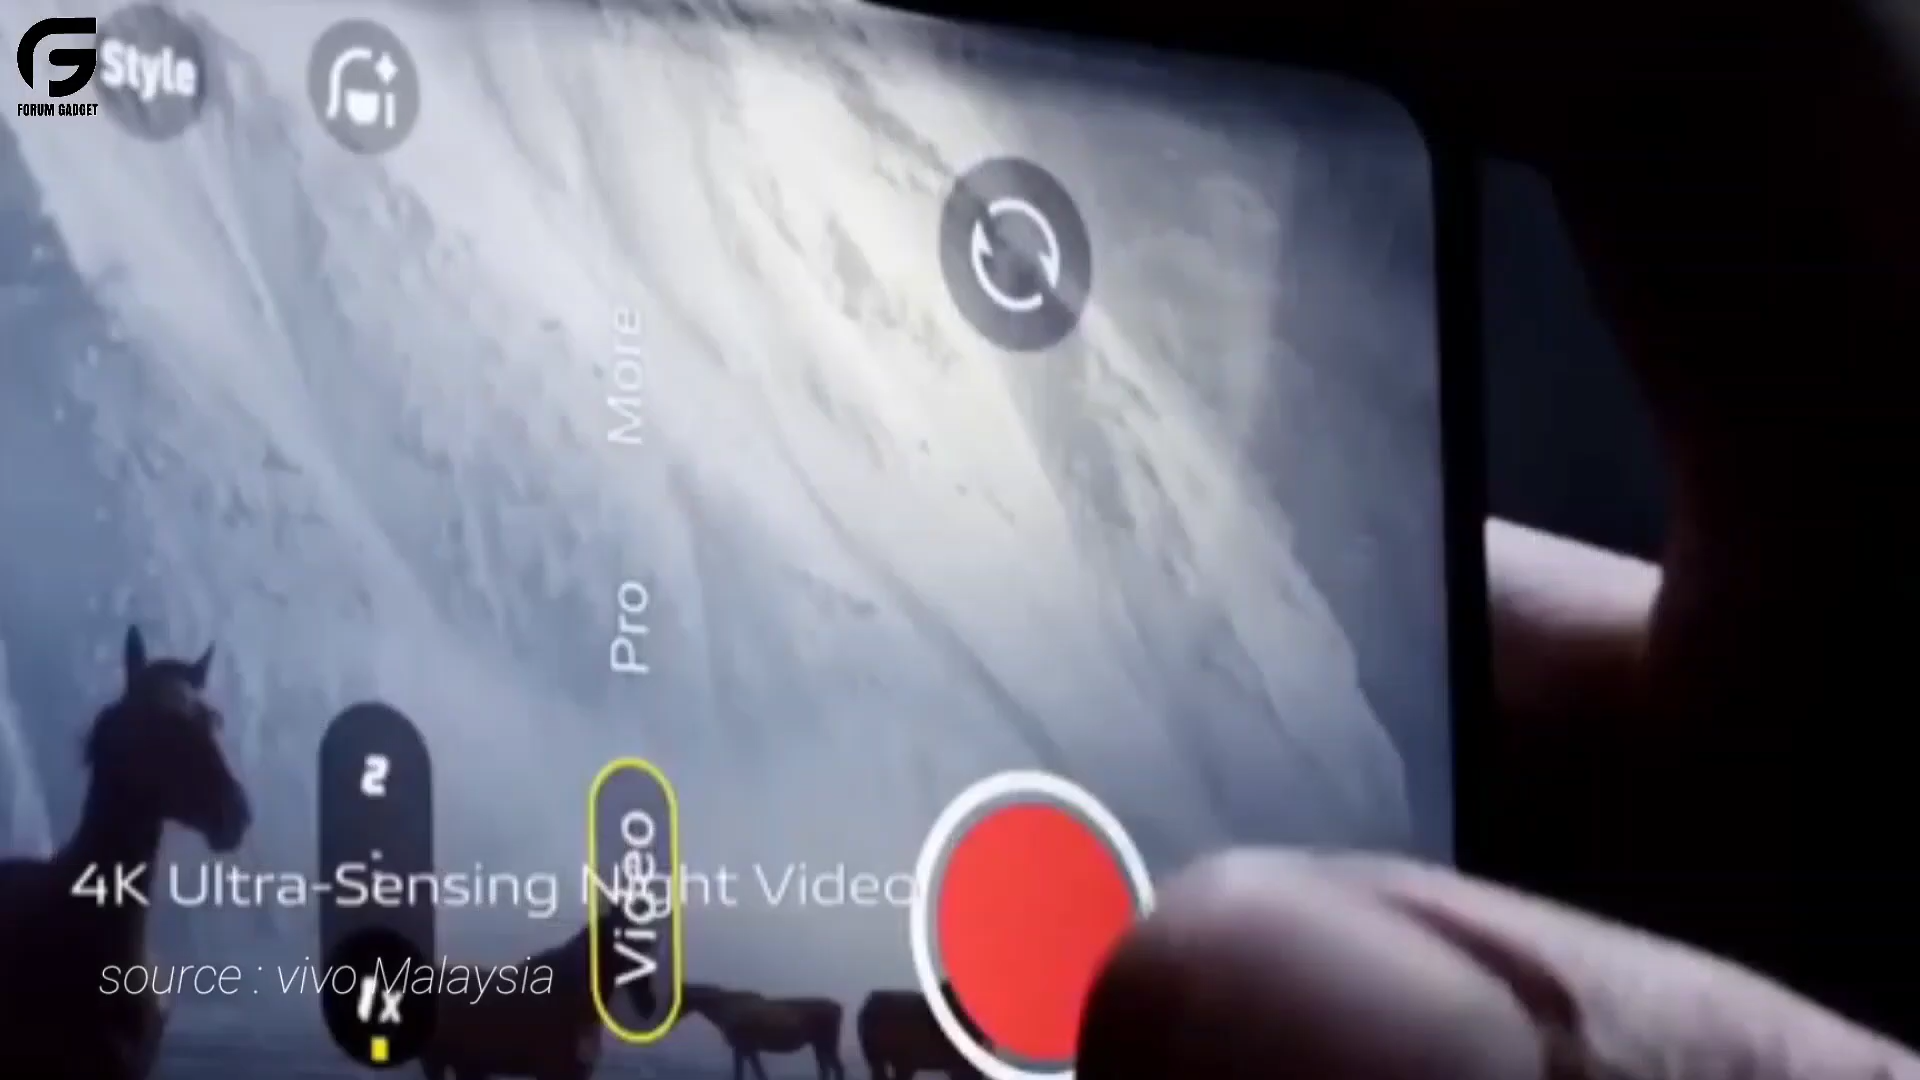 Style
FORUM GADGET
More
Pro
Video
2
1x
4K Ultra-Sensing Night Video
source : vivo Malaysia